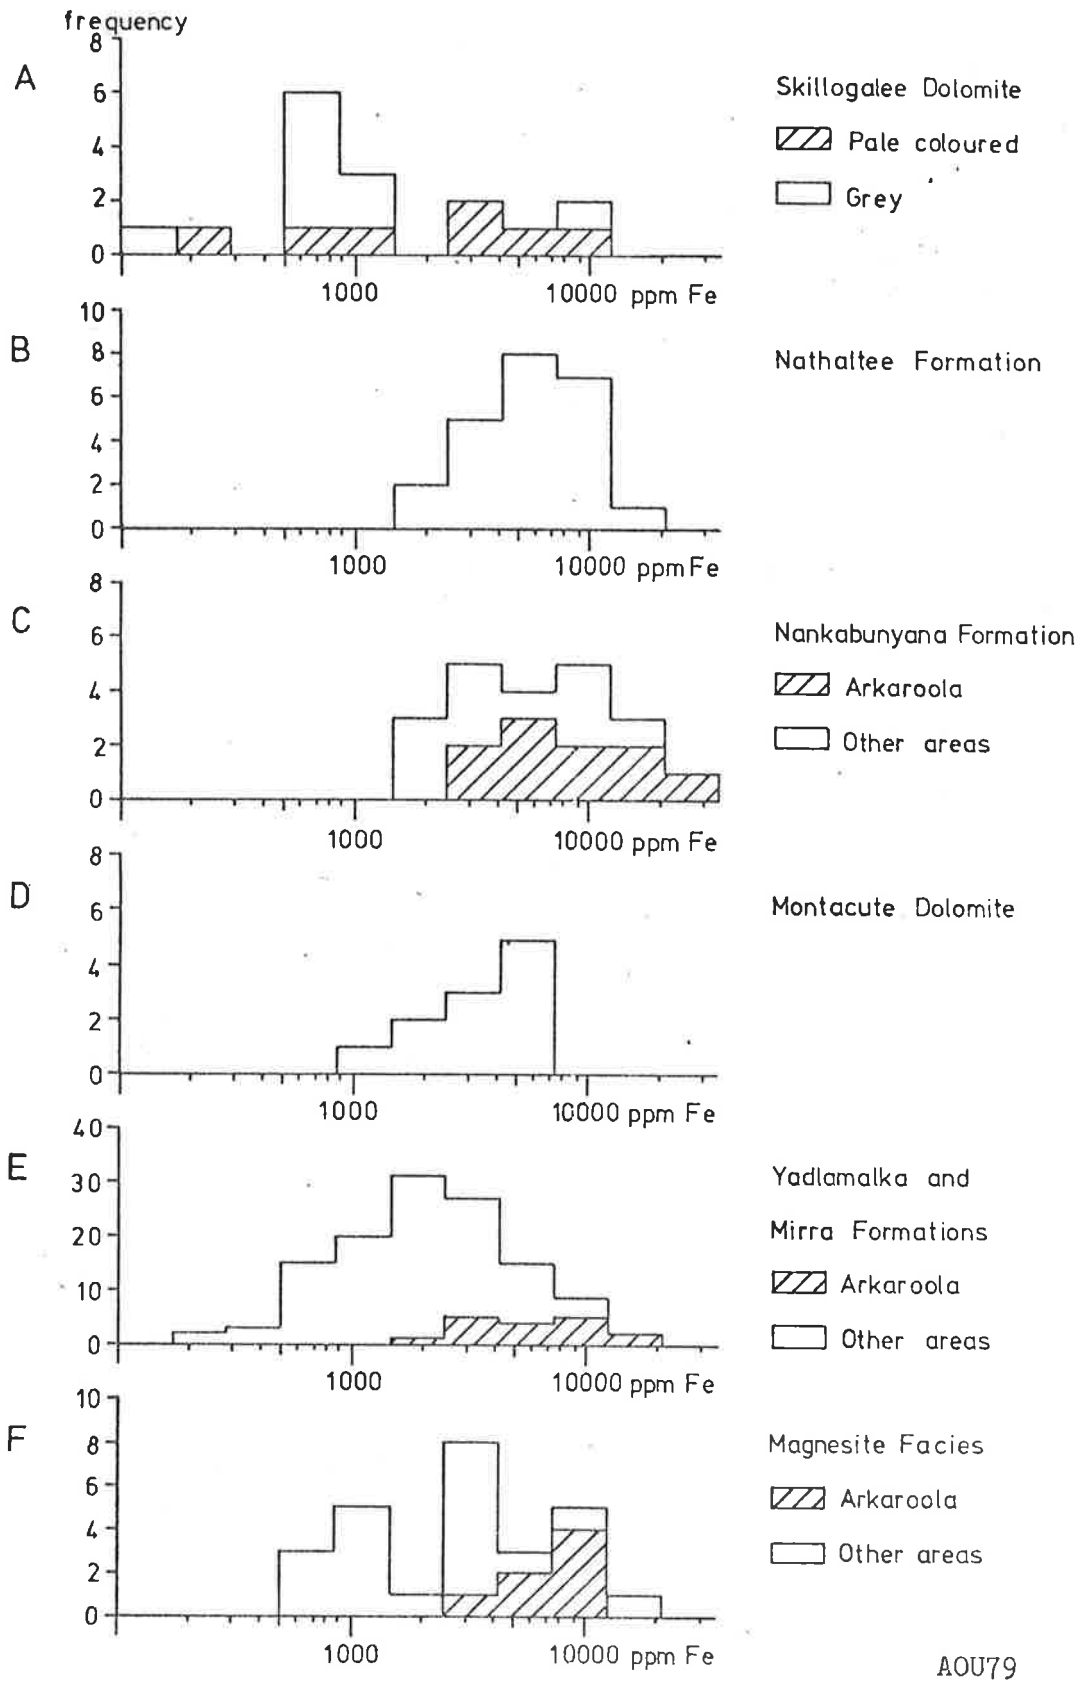 frequency
A
8
6
4
2
0
1000
10000 ppm Fe
Skillogalee Dolomite
Pale coloured
Grey
B
10
8
6
4
2
0
1000
10000 ppm Fe
Nathaltee Formation
C
8
6
4
2
0
1000
10000 ppm Fe
Nankabunyana Formation
Arkaroola
Other areas
D
8
6
4
2
0
1000
10000 ppm Fe
Montacute Dolomite
E
40
30
20
10
0
1000
10000 ppm Fe
Yadlamalka and
Mirra Formations
Arkaroola
Other areas
F
10
8
6
4
2
0
1000
10000 ppm Fe
Magnesite Facies
Arkaroola
Other areas
AOU79